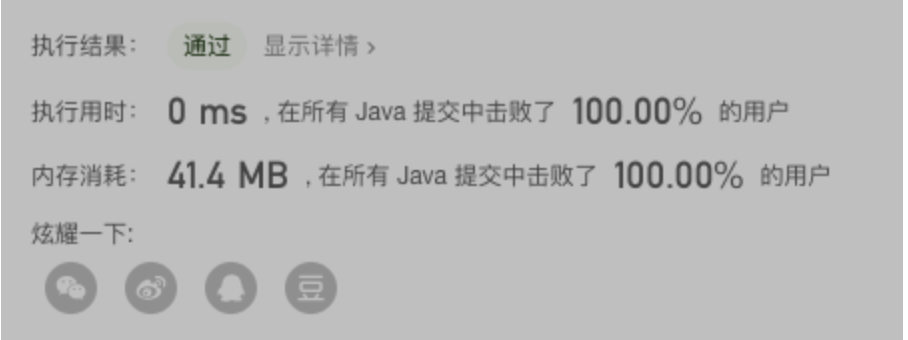 执行结果： 通过 显示详情 ›
执行用时： 0 ms ，在所有 Java 提交中击败了 100.00% 的用户
内存消耗： 41.4 MB ，在所有 Java 提交中击败了 100.00% 的用户
炫耀一下:
豆